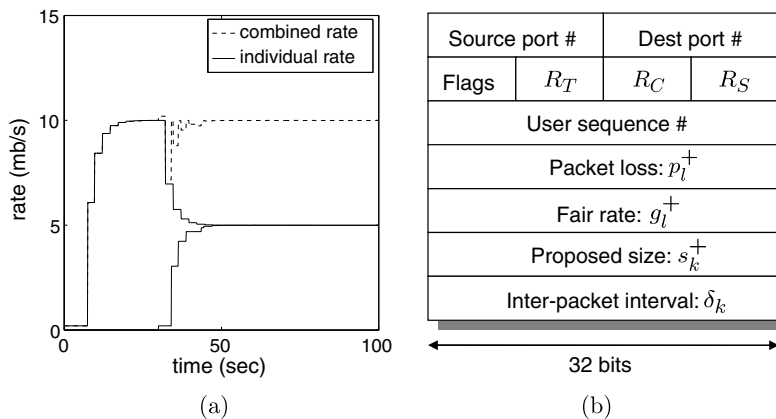 15
10
5
0
0
50
100
rate (mb/s)
time (sec)
combined rate
individual rate
(a)
Source port # Dest port #
Flags R_T R_C R_S
User sequence #
Packet loss: p_l^+
Fair rate: g_l^+
Proposed size: s_k^+
Inter-packet interval: δ_k
32 bits
(b)